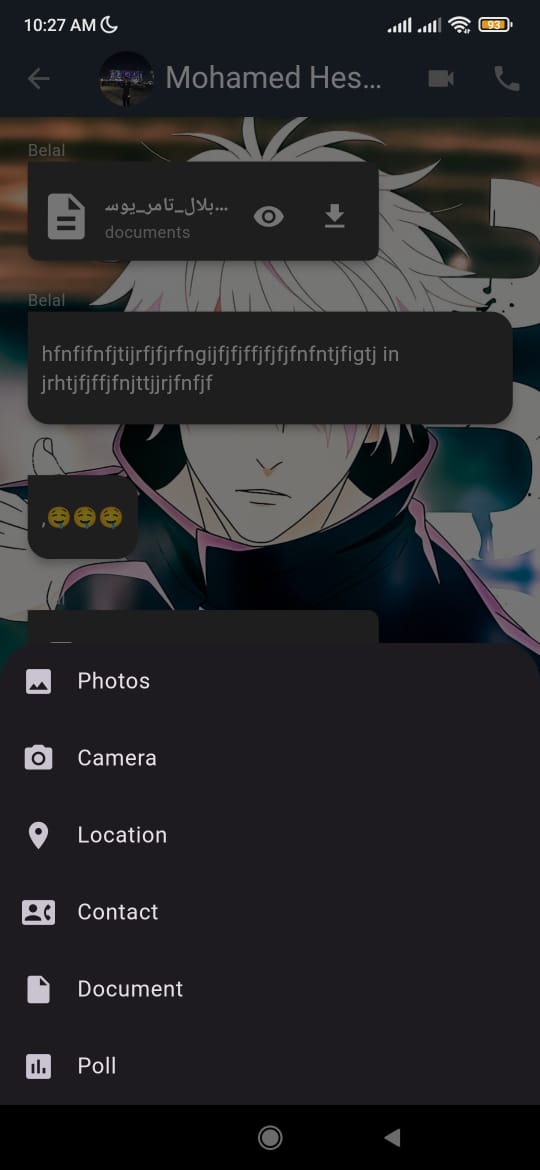 10:27 AM
93
Mohamed Hes...
Belal
بلال_تامر_يوس...
documents
Belal
hfnfifnfjtijrfjfjrfngijfjfjffjfjfjfnfntjfigtj in
jrhtjfjffjfnjttjjrjfnfjf
,🤤🤤🤤
Photos
Camera
Location
Contact
Document
Poll